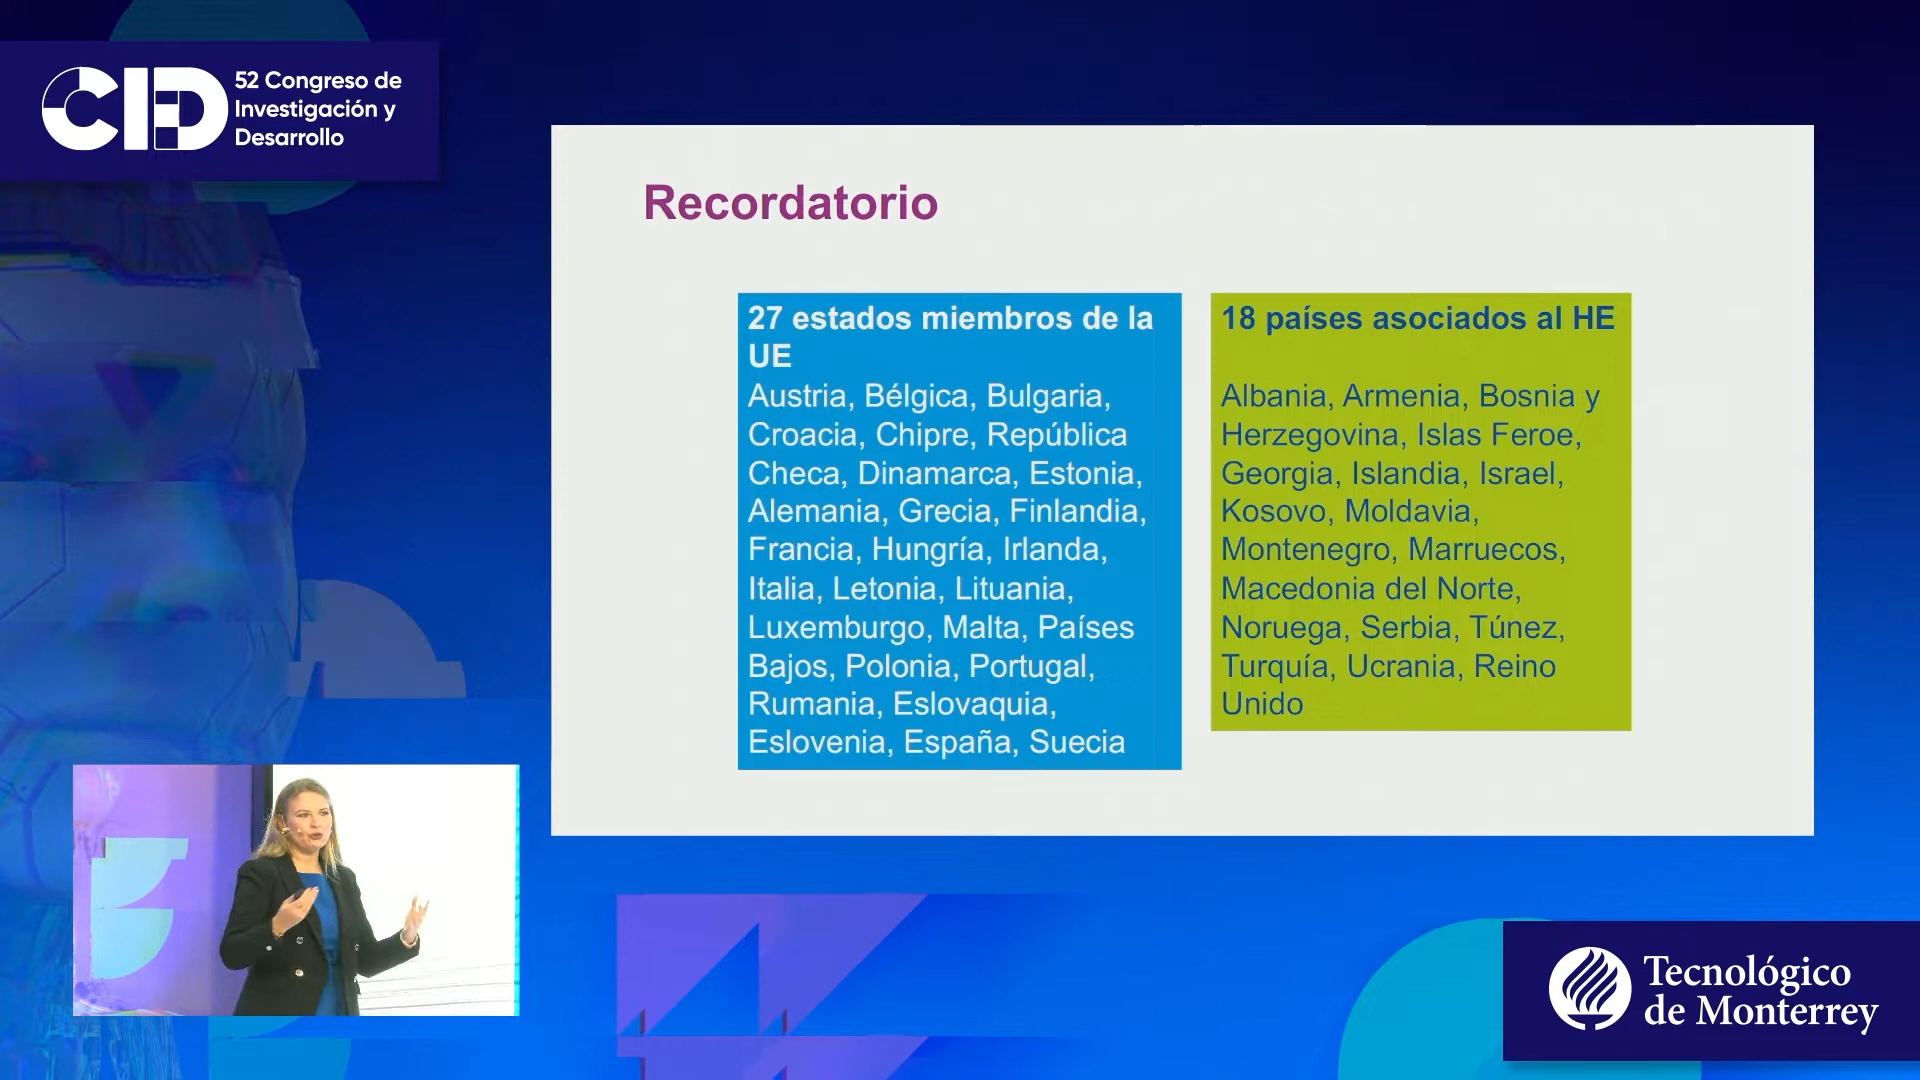 CID
52 Congreso de
Investigación y
Desarrollo
Recordatorio
27 estados miembros de la
UE
Austria, Bélgica, Bulgaria,
Croacia, Chipre, República
Checa, Dinamarca, Estonia,
Alemania, Grecia, Finlandia,
Francia, Hungría, Irlanda,
Italia, Letonia, Lituania,
Luxemburgo, Malta, Países
Bajos, Polonia, Portugal,
Rumania, Eslovaquia,
Eslovenia, España, Suecia
18 países asociados al HE
Albania, Armenia, Bosnia y
Herzegovina, Islas Feroe,
Georgia, Islandia, Israel,
Kosovo, Moldavia,
Montenegro, Marruecos,
Macedonia del Norte,
Noruega, Serbia, Túnez,
Turquía, Ucrania, Reino
Unido
Tecnológico
de Monterrey